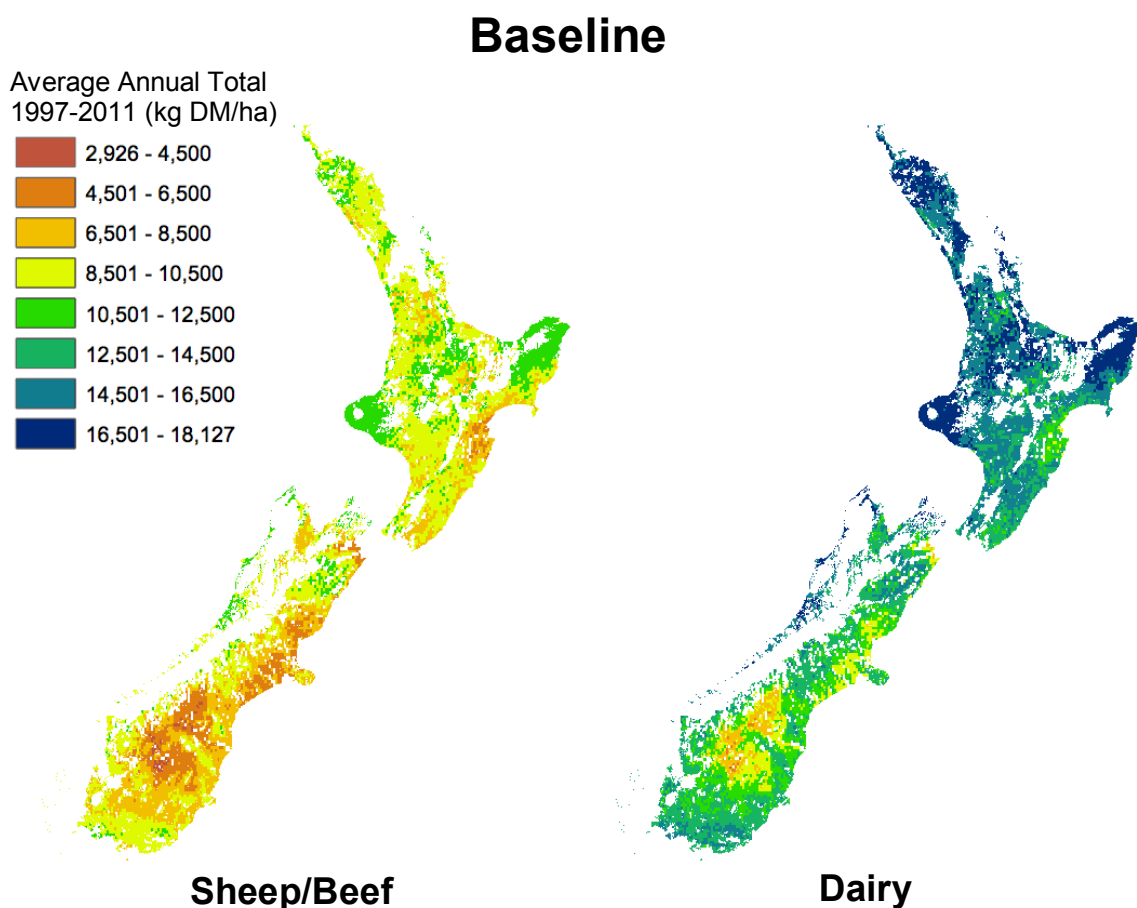 Baseline
Average Annual Total
1997-2011 (kg DM/ha)
2,926 - 4,500
4,501 - 6,500
6,501 - 8,500
8,501 - 10,500
10,501 - 12,500
12,501 - 14,500
14,501 - 16,500
16,501 - 18,127
Sheep/Beef
Dairy